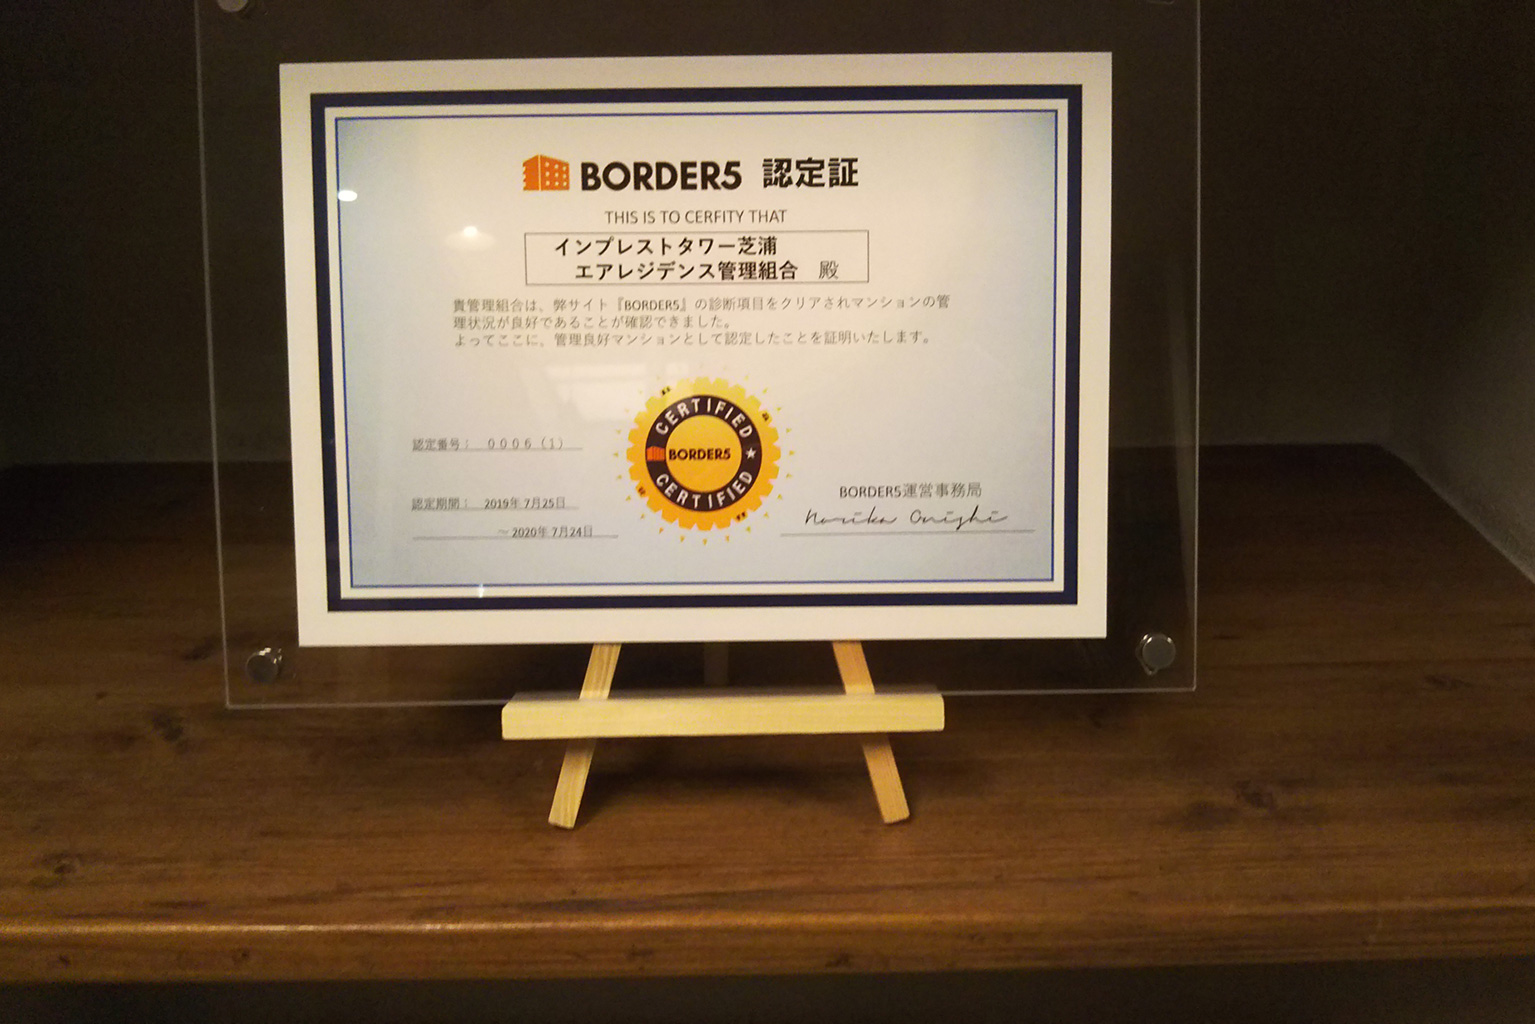 BORDER5 認定証
THIS IS TO CERFITY THAT
インプレストタワー芝浦
エアレジデンス管理組合 殿
貴管理組合は、弊サイト『BORDER5』の診断項目をクリアされマンションの管
理状況が良好であることが確認できました。
よってここに、管理良好マンションとして認定したことを証明いたします。
CERTIFIED
BORDER5 ★
CERTIFIED
認定番号： 0006（1）
認定期間： 2019年 7月25日
～ 2020年 7月24日
BORDER5運営事務局
Norika Onishi